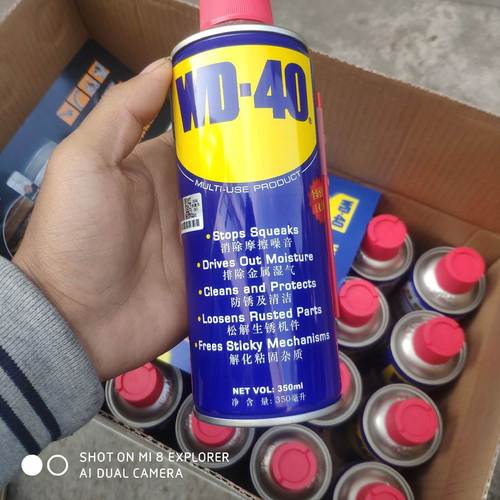 WD-40
MULTI-USE PRODUCT
•Stops Squeaks
消除摩擦噪音
•Drives Out Moisture
排除金属湿气
•Cleans and Protects
防锈及清洁
•Loosens Rusted Parts
松解生锈机件
•Frees Sticky Mechanisms
解化粘固杂质
NET VOL: 350ml
净 含 量: 350毫升
WD-40
SHOT ON MI 8 EXPLORER
AI DUAL CAMERA